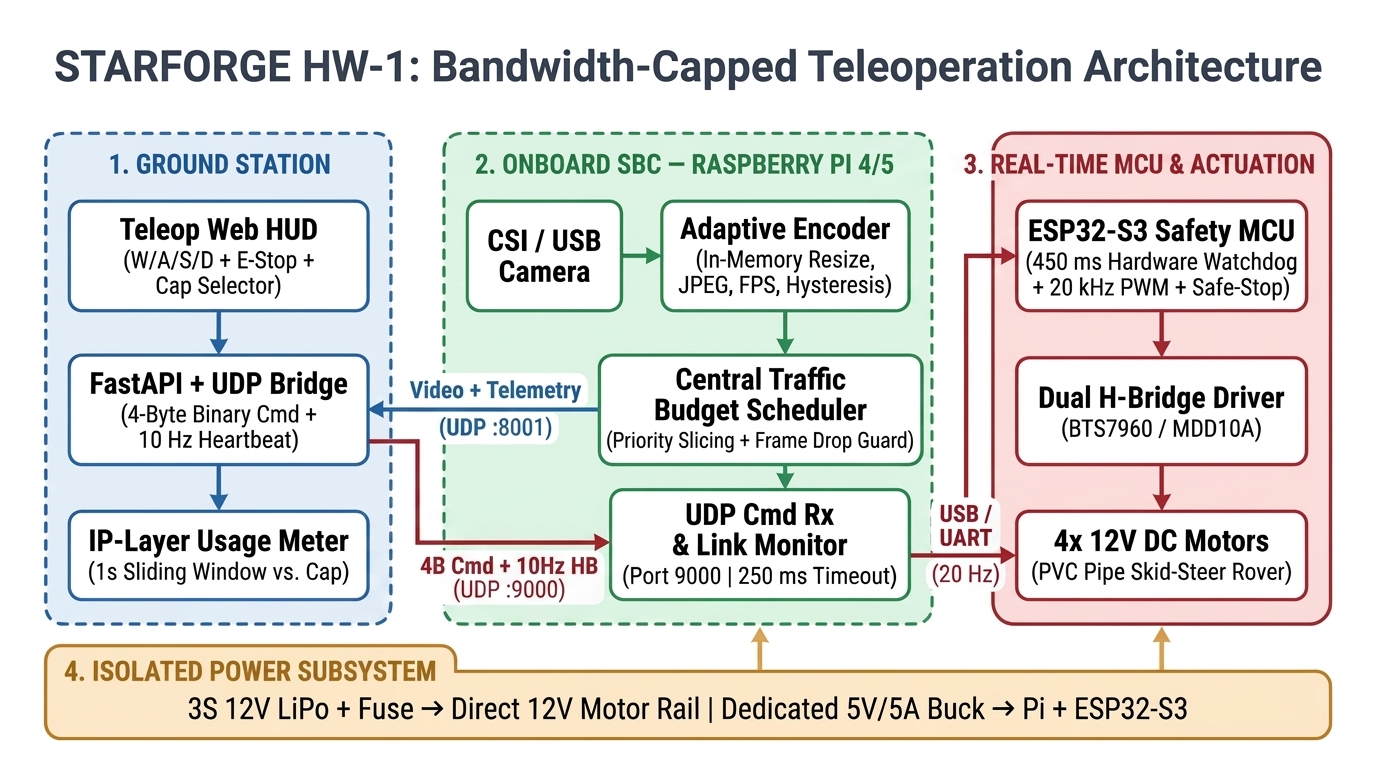 STARFORGE HW-1: Bandwidth-Capped Teleoperation Architecture
1. GROUND STATION
Teleop Web HUD
(W/A/S/D + E-Stop +
Cap Selector)
FastAPI + UDP Bridge
(4-Byte Binary Cmd +
10 Hz Heartbeat)
IP-Layer Usage Meter
(1s Sliding Window vs. Cap)
Video + Telemetry
(UDP :8001)
4B Cmd + 10Hz HB
(UDP :9000)
2. ONBOARD SBC — RASPBERRY PI 4/5
CSI / USB
Camera
Adaptive Encoder
(In-Memory Resize,
JPEG, FPS, Hysteresis)
Central Traffic
Budget Scheduler
(Priority Slicing + Frame Drop Guard)
UDP Cmd Rx
& Link Monitor
(Port 9000 | 250 ms Timeout)
USB /
UART
(20 Hz)
3. REAL-TIME MCU & ACTUATION
ESP32-S3 Safety MCU
(450 ms Hardware Watchdog
+ 20 kHz PWM + Safe-Stop)
Dual H-Bridge Driver
(BTS7960 / MDD10A)
4x 12V DC Motors
(PVC Pipe Skid-Steer Rover)
4. ISOLATED POWER SUBSYSTEM
3S 12V LiPo + Fuse → Direct 12V Motor Rail | Dedicated 5V/5A Buck → Pi + ESP32-S3